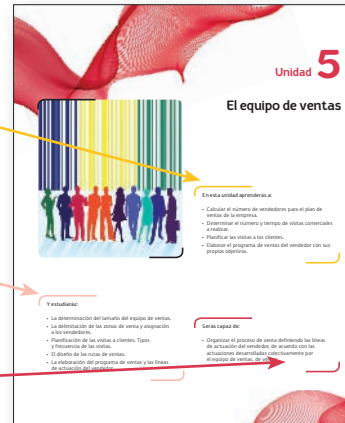 Unidad 5
El equipo de ventas
En esta unidad aprenderás a:
• Calcular el número de vendedores para el plan de
ventas de la empresa.
• Determinar el número y tiempo de visitas comerciales
a realizar.
• Planificar las visitas a los clientes.
• Elaborar el programa de ventas del vendedor con sus
propios objetivos.
Y estudiarás:
• La determinación del tamaño del equipo de ventas.
• La delimitación de las zonas de venta y asignación
a los vendedores.
• Planificación de las visitas a clientes. Tipos
y frecuencia de las visitas.
• El diseño de las rutas de ventas.
• La elaboración del programa de ventas y las líneas
de actuación del vendedor.
Serás capaz de:
• Organizar el proceso de venta definiendo las líneas
de actuación del vendedor, de acuerdo con las
actuaciones desarrolladas colectivamente por
el equipo de ventas.